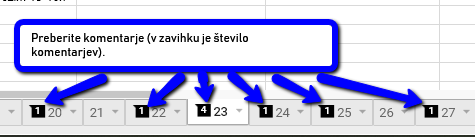 Preberite komentarje (v zavihku je število
komentarjev).
1 20 21 1 22 4 23 1 24 1 25 26 1 27